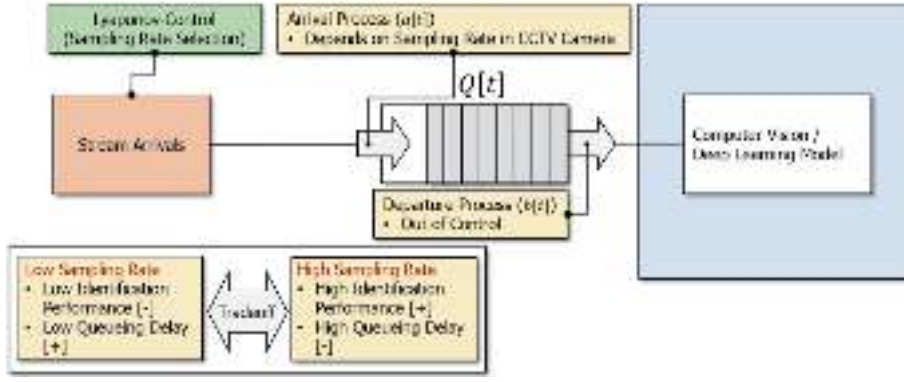 Lyapunov Control
(Sampling Rate Selection)
Arrival Process (a[t])
• Depends on Sampling Rate in CCTV Camera
Q[t]
Stream Arrivals
Computer Vision /
Deep Learning Model
Departure Process (b[t])
• Out of Control
Low Sampling Rate
• Low Identification
Performance [-]
• Low Queueing Delay
[+]
Tradeoff
High Sampling Rate
• High Identification
Performance [+]
• High Queueing Delay
[-]